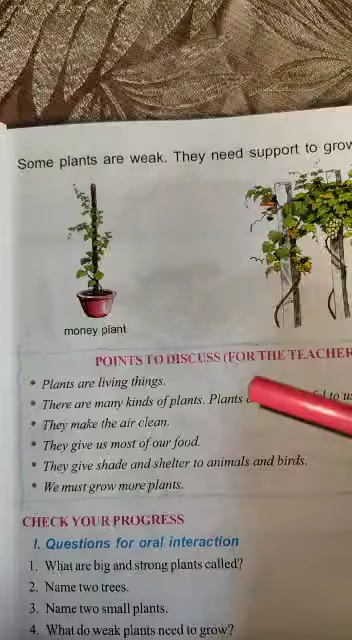 Some plants are weak. They need support to grow
money plant
POINTS TO DISCUSS (FOR THE TEACHER
* Plants are living things.
* There are many kinds of plants. Plants to us
* They make the air clean.
* They give us most of our food.
* They give shade and shelter to animals and birds.
* We must grow more plants.
CHECK YOUR PROGRESS
I. Questions for oral interaction
1. What are big and strong plants called?
2. Name two trees.
3. Name two small plants.
4. What do weak plants need to grow?